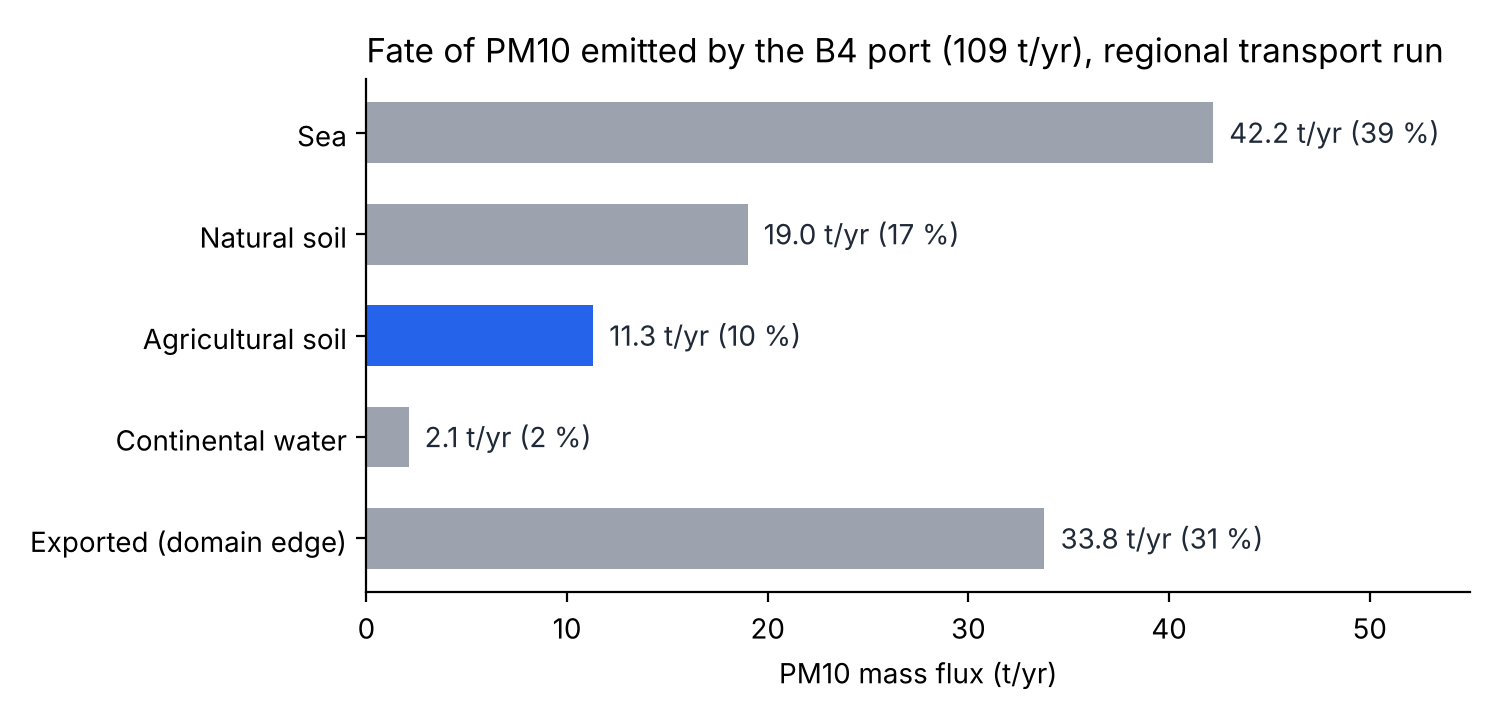 Fate of PM10 emitted by the B4 port (109 t/yr), regional transport run
Sea
42.2 t/yr (39 %)
Natural soil
19.0 t/yr (17 %)
Agricultural soil
11.3 t/yr (10 %)
Continental water
2.1 t/yr (2 %)
Exported (domain edge)
33.8 t/yr (31 %)
0 10 20 30 40 50
PM10 mass flux (t/yr)